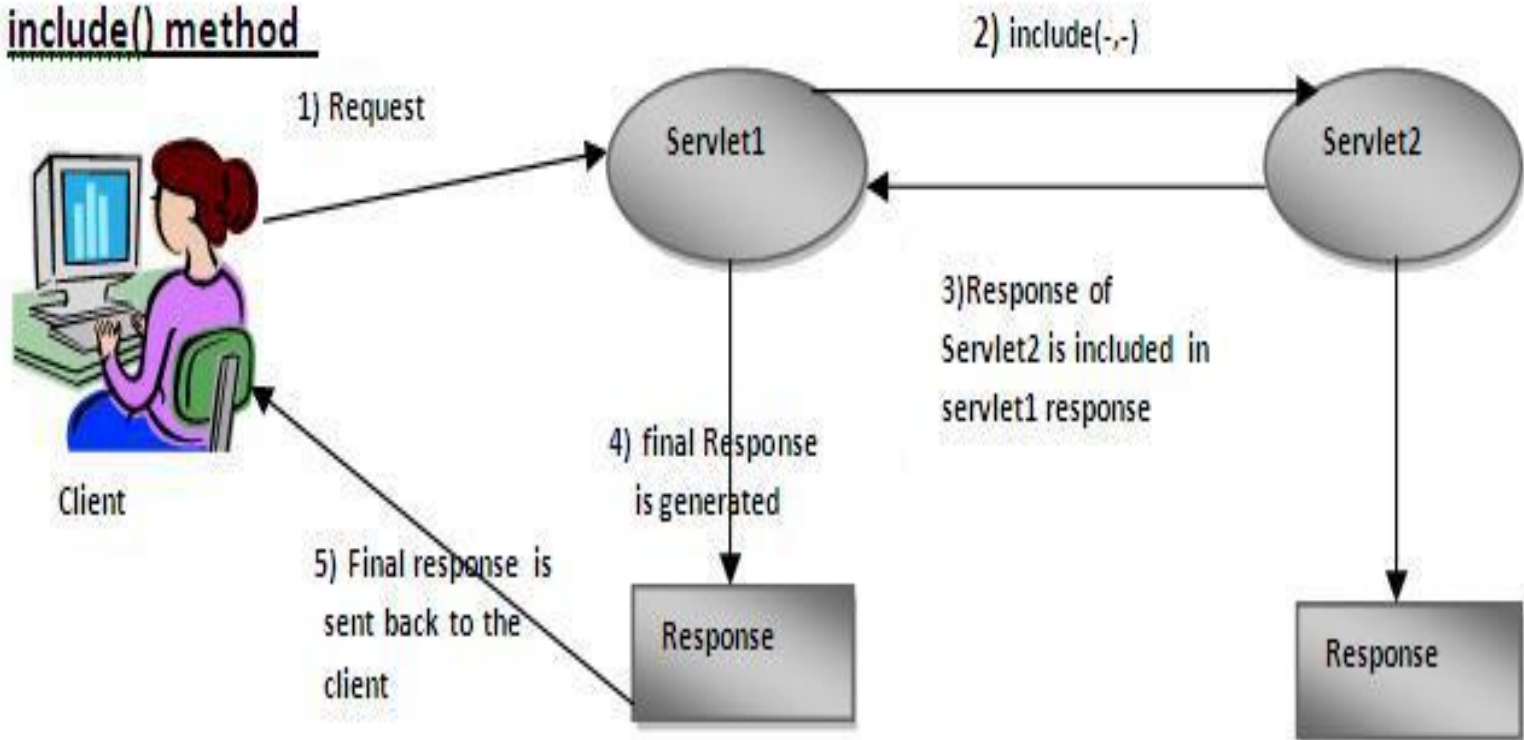 include() method
2) include(-,-)
1) Request
Servlet1
Servlet2
3)Response of
Servlet2 is included in
servlet1 response
4) final Response
is generated
Client
5) Final response is
sent back to the
client
Response
Response